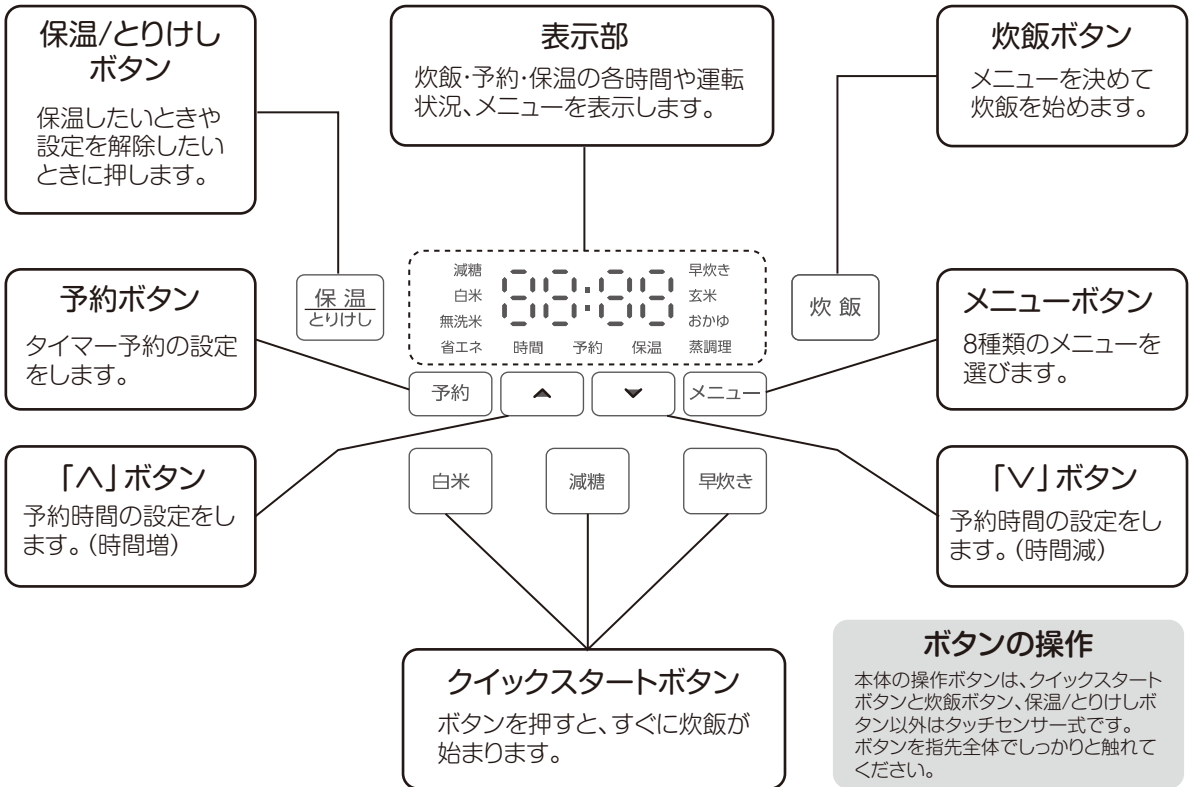 保温/とりけし
ボタン
保温したいときや
設定を解除したい
ときに押します。
表示部
炊飯・予約・保温の各時間や運転
状況、メニューを表示します。
炊飯ボタン
メニューを決めて
炊飯を始めます。
予約ボタン
タイマー予約の設定
をします。
保温
とりけし
減糖
白米
無洗米
省エネ
88:88
時間
予約
保温
早炊き
玄米
おかゆ
蒸調理
炊飯
メニューボタン
8種類のメニューを
選びます。
予約
メニュー
「∧」ボタン
予約時間の設定をし
ます。(時間増)
白米
減糖
早炊き
「∨」ボタン
予約時間の設定をし
ます。(時間減)
クイックスタートボタン
ボタンを押すと、すぐに炊飯が
始まります。
ボタンの操作
本体の操作ボタンは、クイックスタート
ボタンと炊飯ボタン、保温/とりけしボ
タン以外はタッチセンサー式です。
ボタンを指先全体でしっかりと触れて
ください。